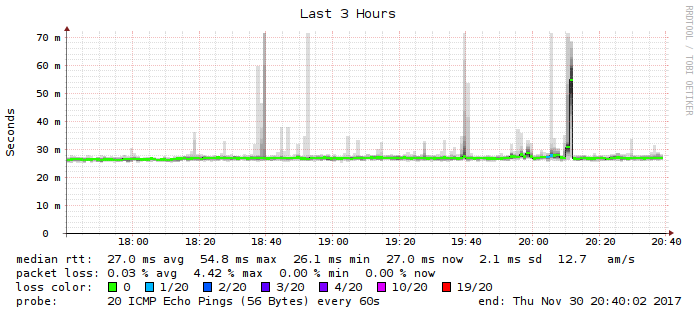 Last 3 Hours
RRDTOOL / TOBI OETIKER
Seconds
70 m
60 m
50 m
40 m
30 m
20 m
10 m
0
18:00 18:20 18:40 19:00 19:20 19:40 20:00 20:20 20:40
median rtt: 27.0 ms avg 54.8 ms max 26.1 ms min 27.0 ms now 2.1 ms sd 12.7 am/s
packet loss: 0.03 % avg 4.42 % max 0.00 % min 0.00 % now
loss color: 0 1/20 2/20 3/20 4/20 10/20 19/20
probe: 20 ICMP Echo Pings (56 Bytes) every 60s end: Thu Nov 30 20:40:02 2017